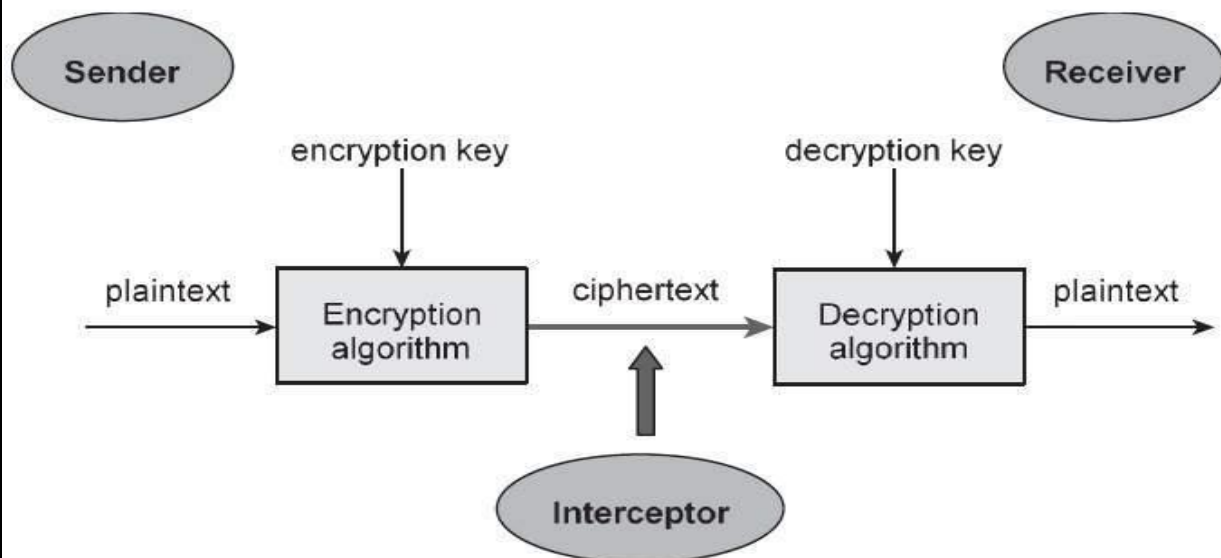 Sender
Receiver
encryption key
decryption key
plaintext
Encryption
algorithm
ciphertext
Decryption
algorithm
plaintext
Interceptor